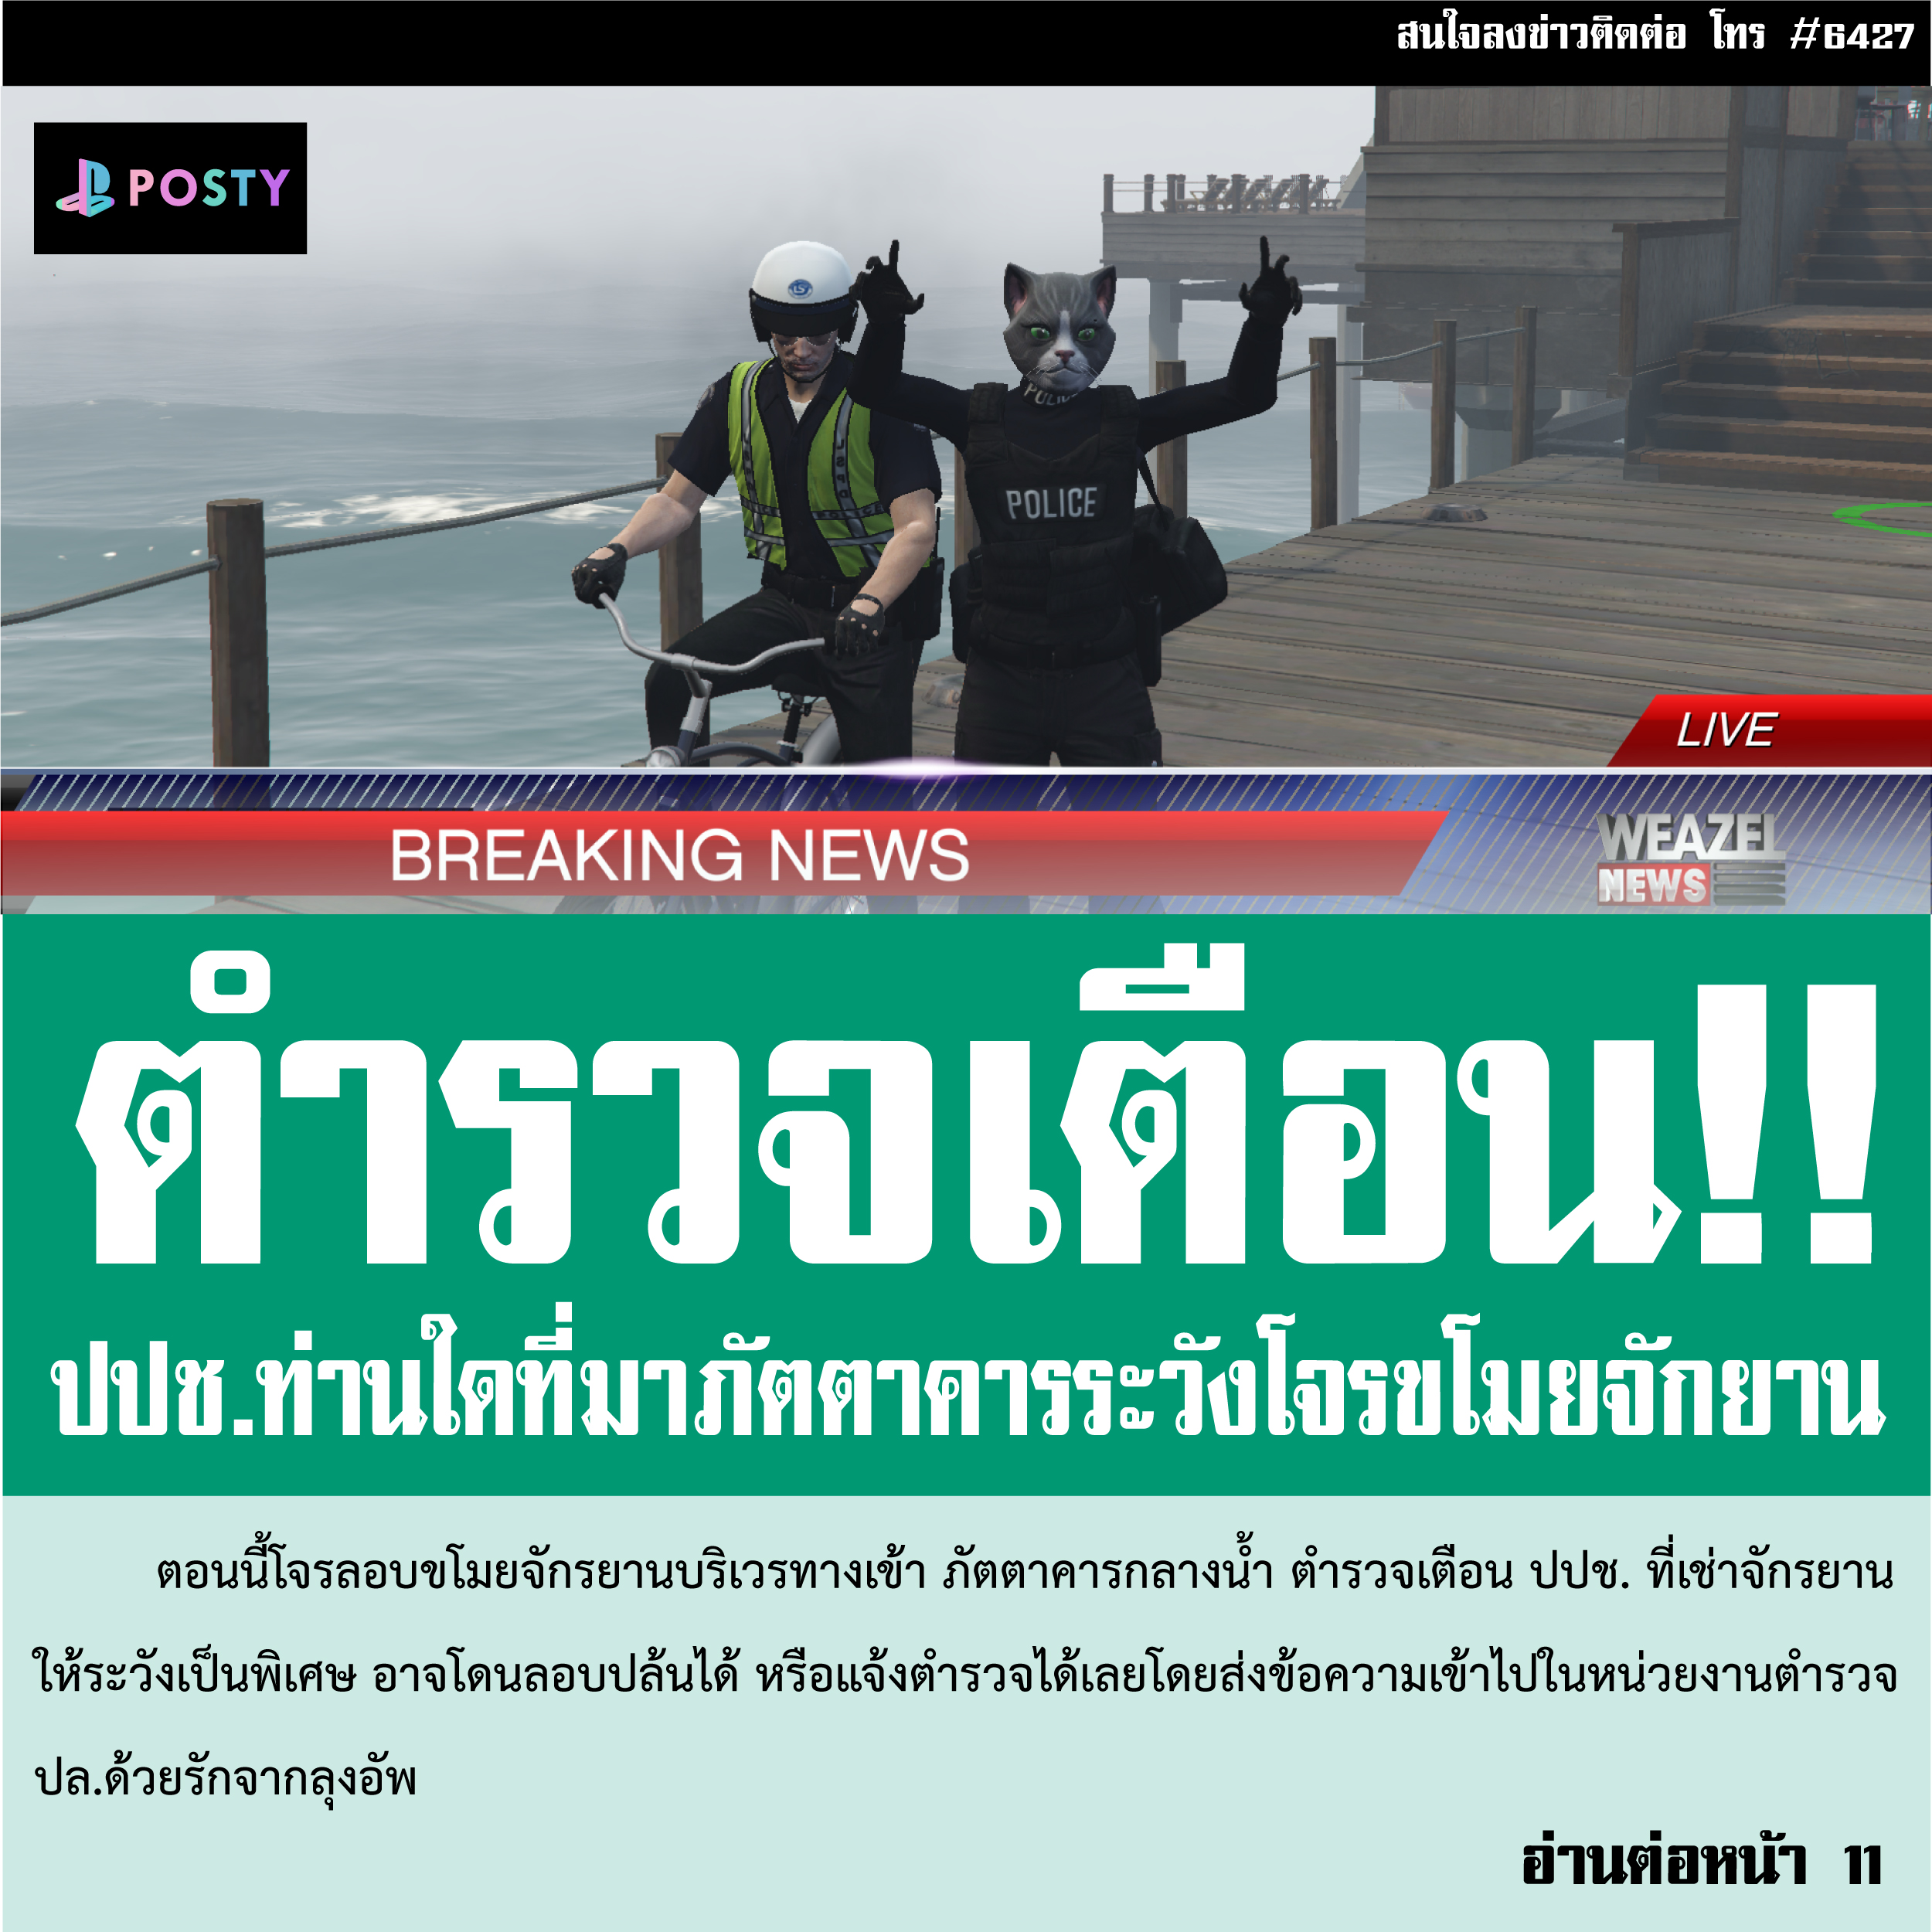 สนใจลงข่าวติดต่อ โทร #6427
POSTY
LS
POLICE
POLICE
LIVE
BREAKING NEWS
WEAZEL
NEWS
ตำรวจเตือน!!
ปปช.ท่านใดที่มาภัตตาคารระวังโจรขโมยจักยาน
ตอนนี้โจรลอบขโมยจักรยานบริเวรทางเข้า ภัตตาคารกลางน้ำ ตำรวจเตือน ปปช. ที่เช่าจักรยาน
ให้ระวังเป็นพิเศษ อาจโดนลอบปล้นได้ หรือแจ้งตำรวจได้เลยโดยส่งข้อความเข้าไปในหน่วยงานตำรวจ
ปล.ด้วยรักจากลุงอัพ
อ่านต่อหน้า 11